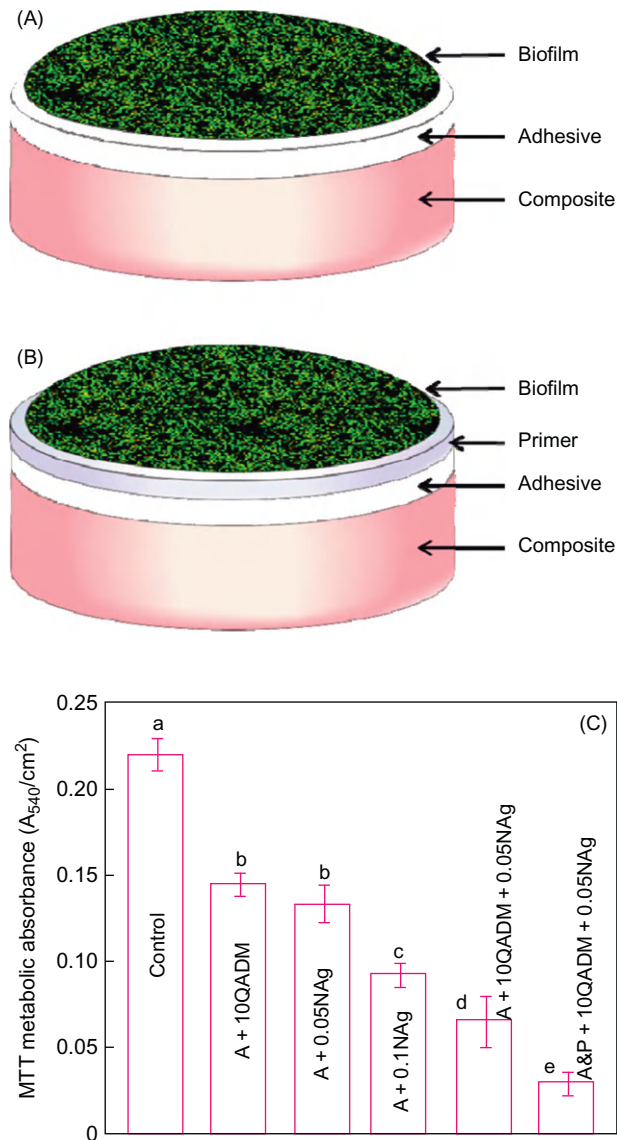 (A)
Biofilm
Adhesive
Composite
(B)
Biofilm
Primer
Adhesive
Composite
(C)
MTT metabolic absorbance (A540/cm²)
0.25
0.20
0.15
0.10
0.05
0
a
Control
b
A + 10QADM
b
A + 0.05NAg
c
A + 0.1NAg
d
A + 10QADM + 0.05NAg
e
A&P + 10QADM + 0.05NAg